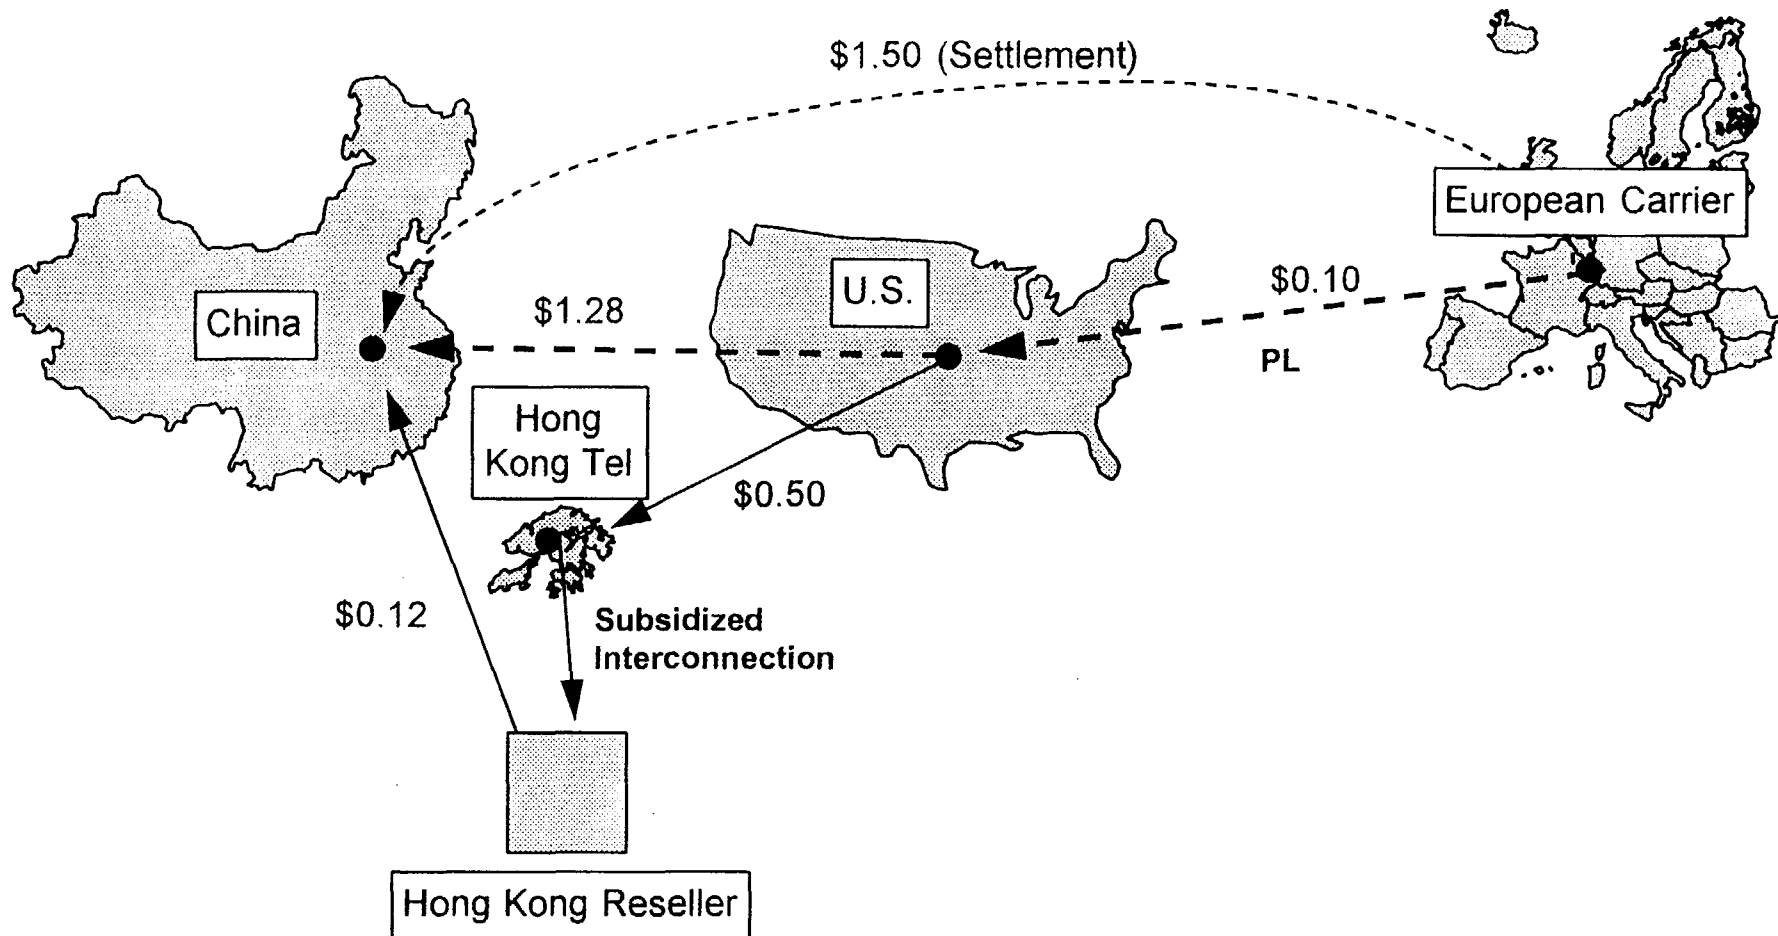 $1.50 (Settlement)
European Carrier
U.S.
$0.10
China
$1.28
PL
Hong
Kong Tel
$0.50
$0.12
Subsidized
Interconnection
Hong Kong Reseller